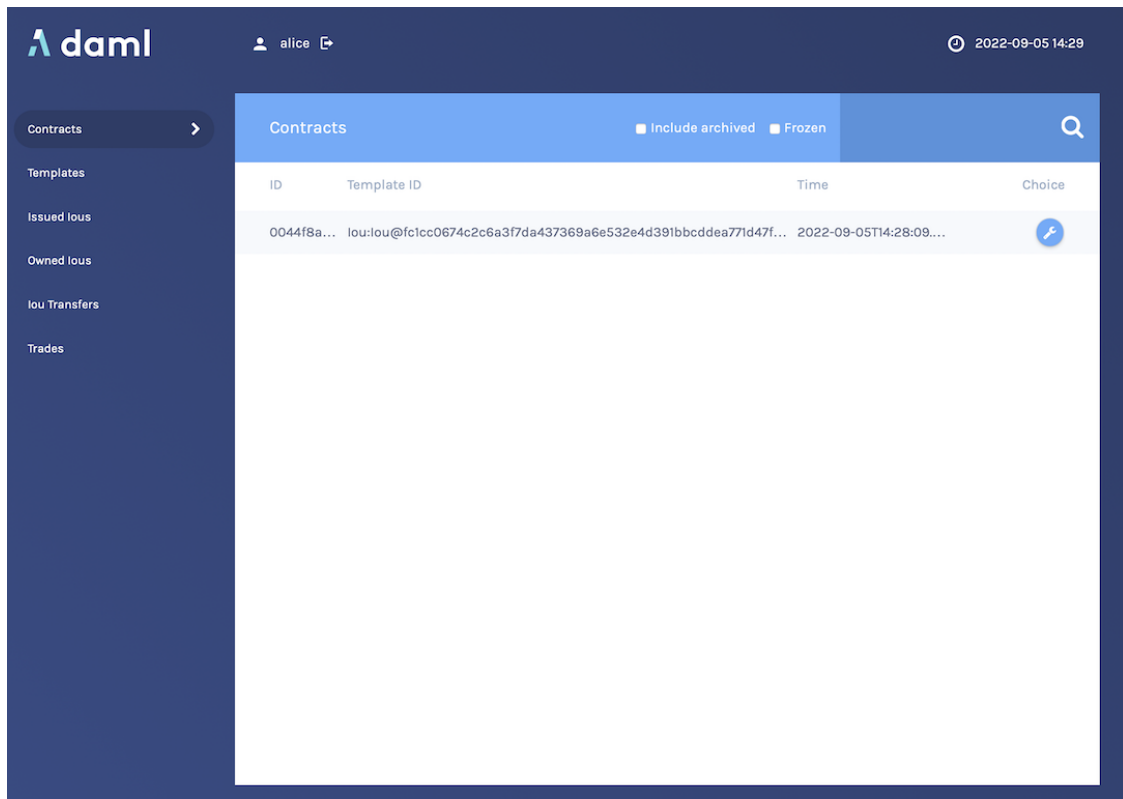 daml
alice
2022-09-05 14:29
Contracts
Templates
Issued Ious
Owned Ious
Iou Transfers
Trades
Contracts Include archived Frozen
ID Template ID Time Choice
0044f8a... Iou:Iou@fc1cc0674c2c6a3f7da437369a6e532e4d391bbcddea771d47f... 2022-09-05T14:28:09....